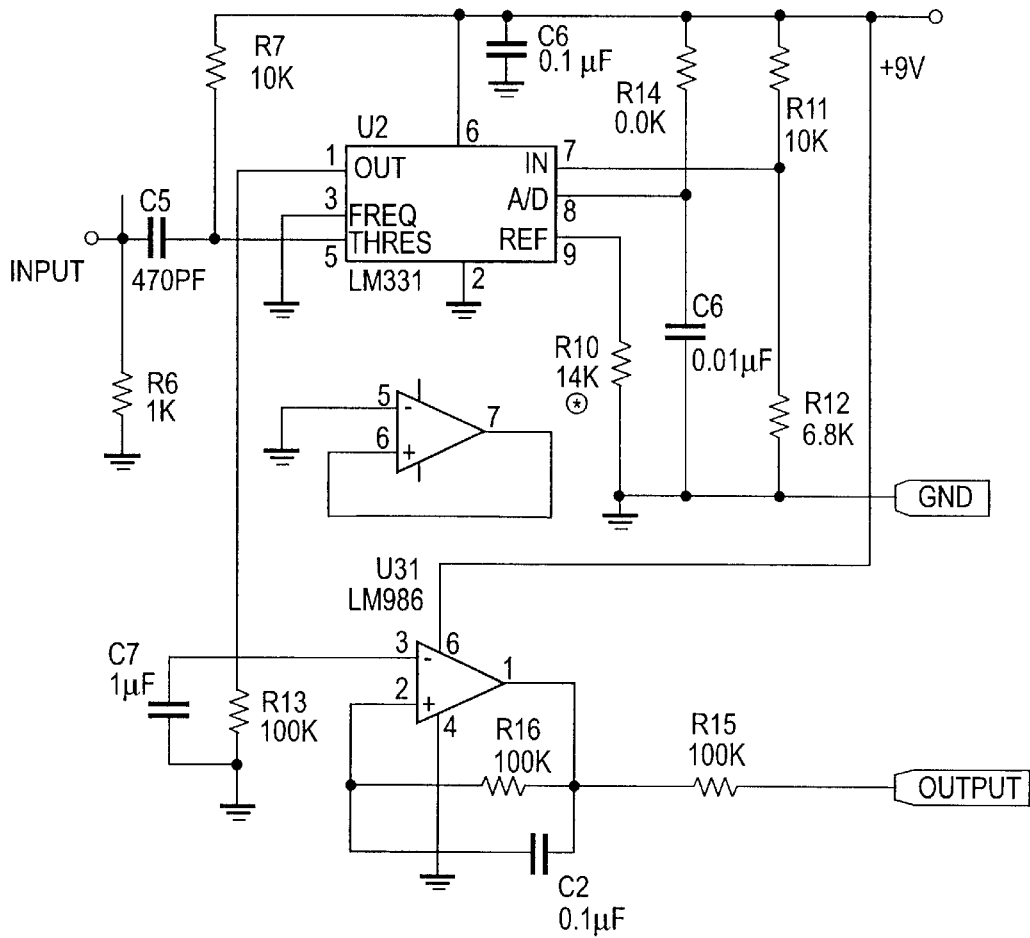 R7
10K
C6
0.1 µF
+9V
R14
0.0K
R11
10K
U2
6
1
OUT
IN
7
3
FREQ
A/D
8
5
THRES
REF
9
LM331
2
C5
470PF
INPUT
R6
1K
C6
0.01µF
R10
14K
*
R12
6.8K
5
-
6
+
7
GND
U31
LM986
3
-
6
2
+
1
4
C7
1µF
R13
100K
R16
100K
R15
100K
OUTPUT
C2
0.1µF